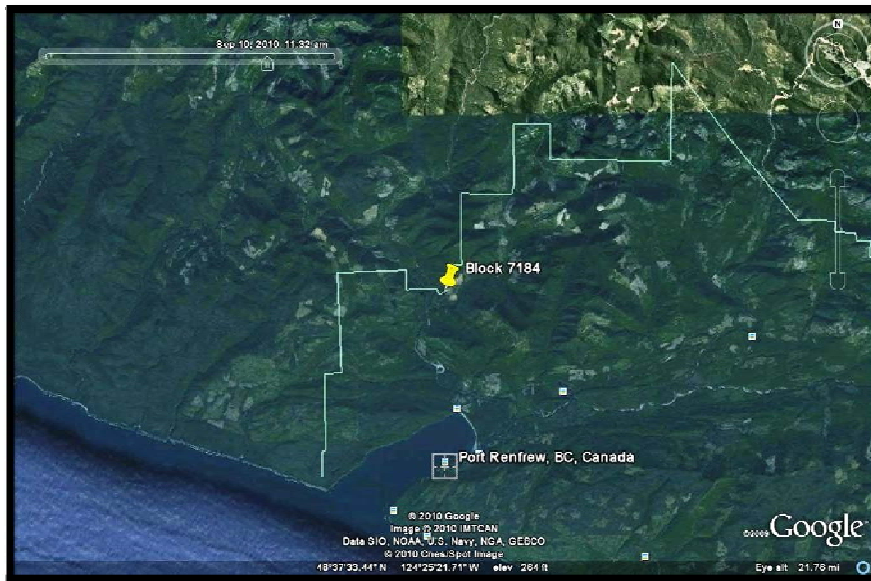 Sep 10, 2010 11:32 am
N
Block 7184
Port Renfrew, BC, Canada
© 2010 Google
Image © 2010 IMTCAN
Data SIO, NOAA, U.S. Navy, NGA, GEBCO
© 2010 Cnes/Spot Image
Google
48°37'33.44" N 124°25'21.71" W elev 264 ft
Eye alt 21.76 mi